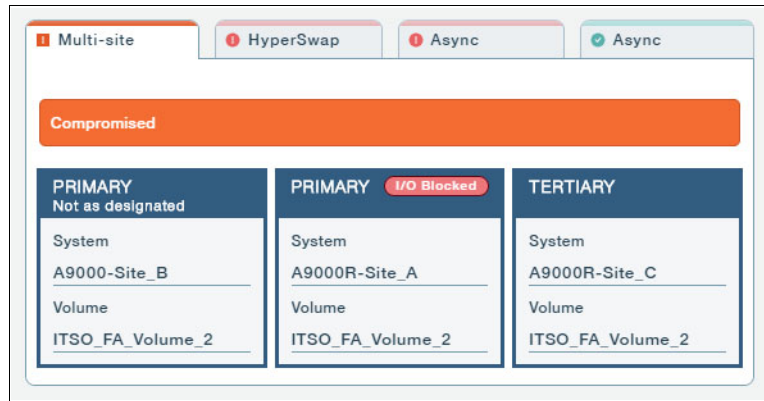 Multi-site
HyperSwap
Async
Async
Compromised
PRIMARY
Not as designated
System
A9000-Site_B
Volume
ITSO_FA_Volume_2
PRIMARY I/O Blocked
System
A9000R-Site_A
Volume
ITSO_FA_Volume_2
TERTIARY
System
A9000R-Site_C
Volume
ITSO_FA_Volume_2